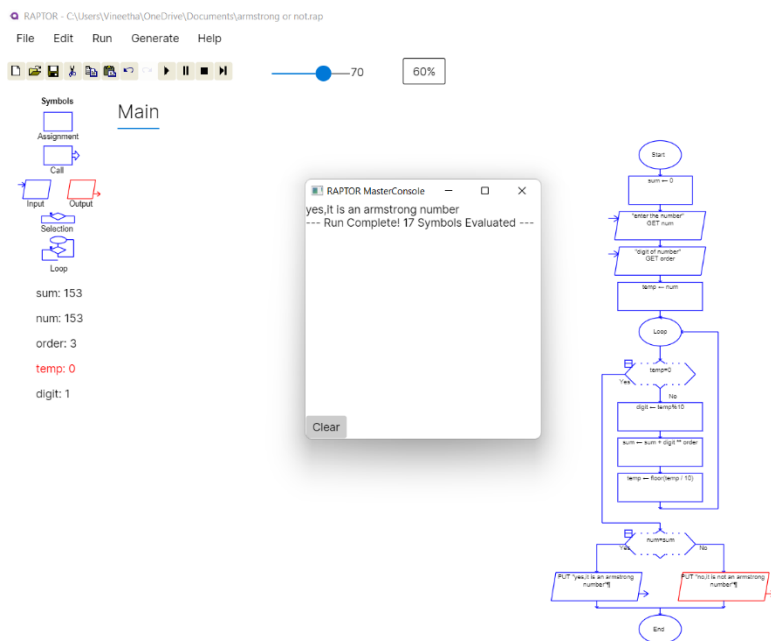 RAPTOR - C:\Users\Vineetha\OneDrive\Documents\armstrong or not.rap
File Edit Run Generate Help
70
60%
Symbols
Assignment
Call
Input Output
Selection
Loop
sum: 153
num: 153
order: 3
temp: 0
digit: 1
Main
RAPTOR MasterConsole
yes,it is an armstrong number
--- Run Complete! 17 Symbols Evaluated ---
Clear
Start
sum ← 0
"enter the number"
GET num
"digit of number"
GET order
temp ← num
Loop
temp=0
Yes
No
digit ← temp%10
sum ← sum + digit ** order
temp ← floor(temp / 10)
num=sum
Yes No
PUT "yes,it is an armstrong
number"¶
PUT "no,it is not an armstrong
number"¶
End